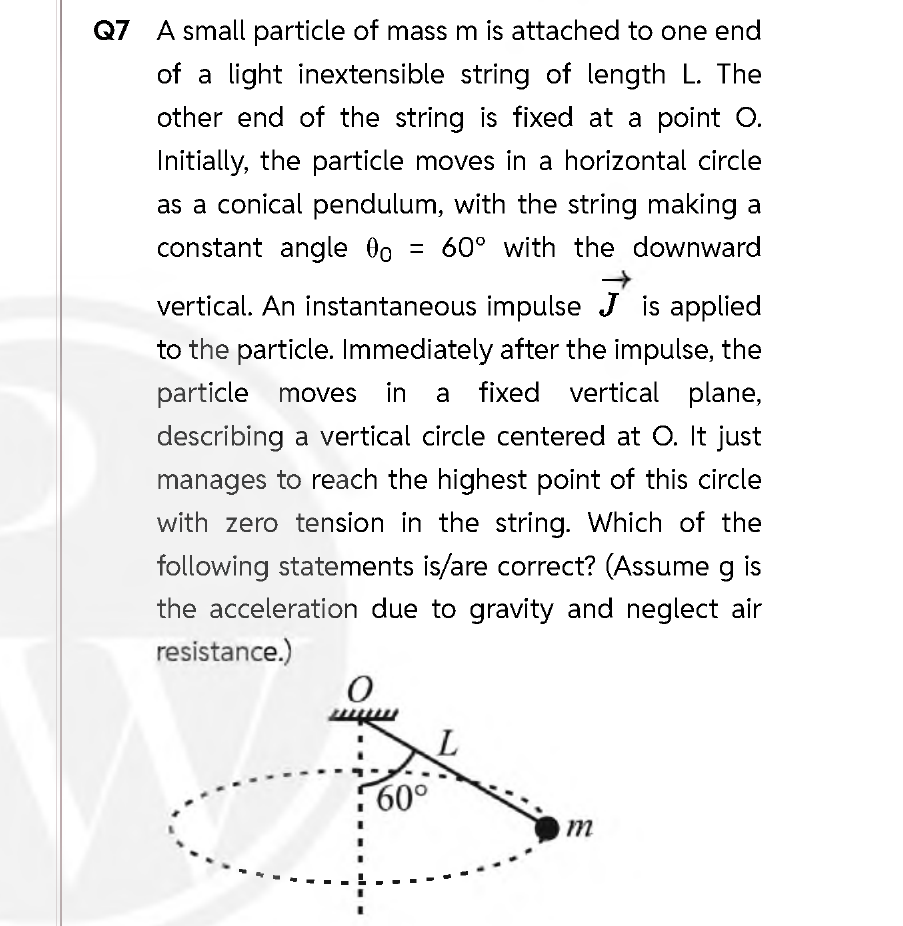 Q7 A small particle of mass m is attached to one end
of a light inextensible string of length L. The
other end of the string is fixed at a point O.
Initially, the particle moves in a horizontal circle
as a conical pendulum, with the string making a
constant angle θ₀ = 60° with the downward
vertical. An instantaneous impulse J⃗ is applied
to the particle. Immediately after the impulse, the
particle moves in a fixed vertical plane,
describing a vertical circle centered at O. It just
manages to reach the highest point of this circle
with zero tension in the string. Which of the
following statements is/are correct? (Assume g is
the acceleration due to gravity and neglect air
resistance.)
O
L
60°
m